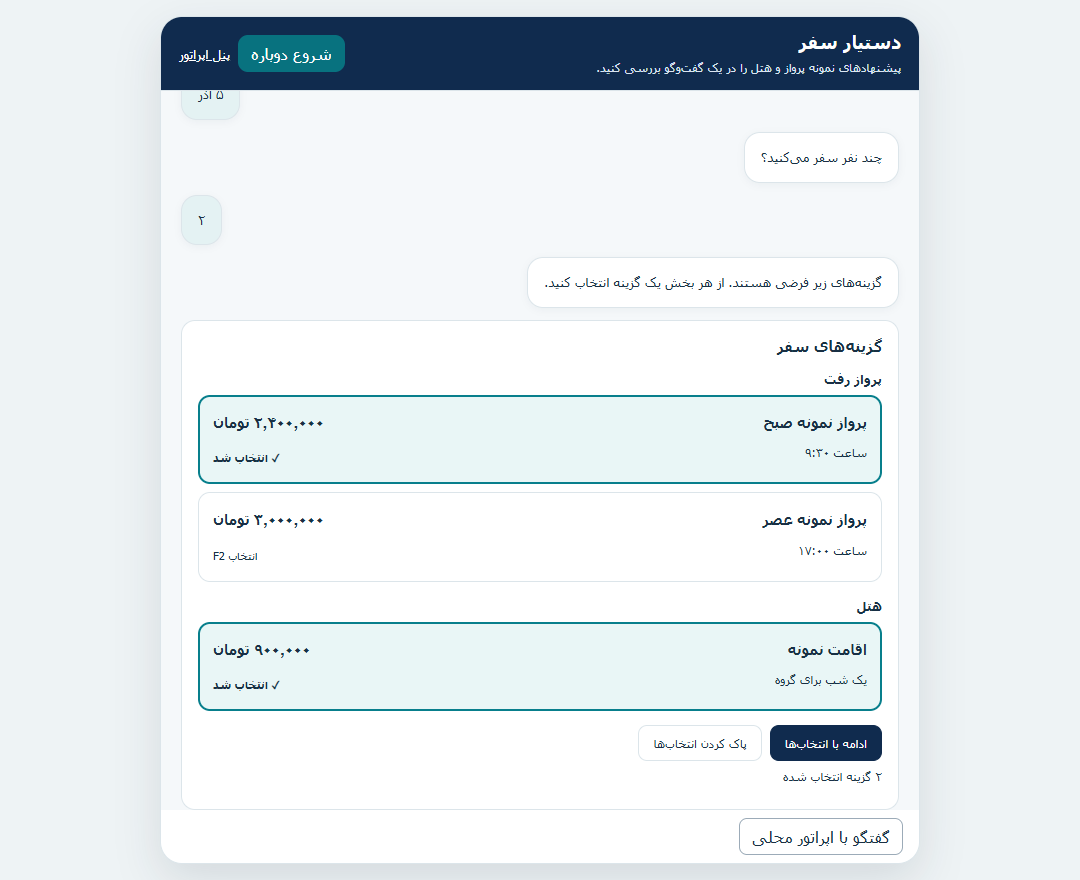 دستیار سفر
پیشنهادهای نمونه پرواز و هتل را در یک گفت‌وگو بررسی کنید.
شروع دوباره
پنل اپراتور
۵ آذر
چند نفر سفر می‌کنید؟
۲
گزینه‌های زیر فرضی هستند. از هر بخش یک گزینه انتخاب کنید.
گزینه‌های سفر
پرواز رفت
پرواز نمونه صبح
۲,۴۰۰,۰۰۰ تومان
ساعت ۹:۳۰
✓ انتخاب شد
پرواز نمونه عصر
۳,۰۰۰,۰۰۰ تومان
ساعت ۱۷:۰۰
انتخاب F2
هتل
اقامت نمونه
۹۰۰,۰۰۰ تومان
یک شب برای گروه
✓ انتخاب شد
ادامه با انتخاب‌ها
پاک کردن انتخاب‌ها
۲ گزینه انتخاب شده
گفتگو با اپراتور محلی